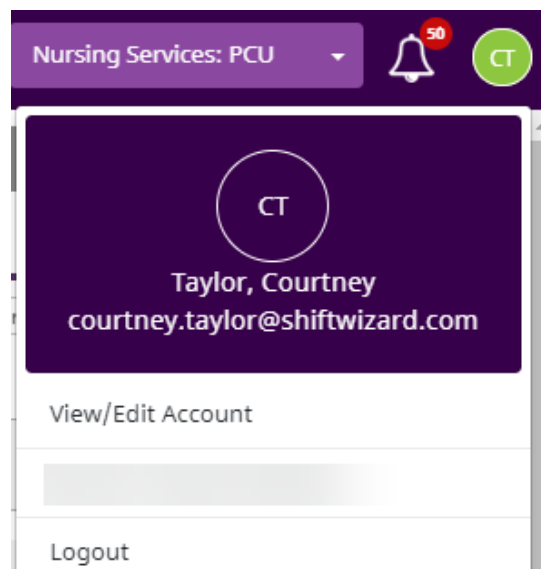 Nursing Services: PCU
50
CT
CT
Taylor, Courtney
courtney.taylor@shiftwizard.com
View/Edit Account
Logout